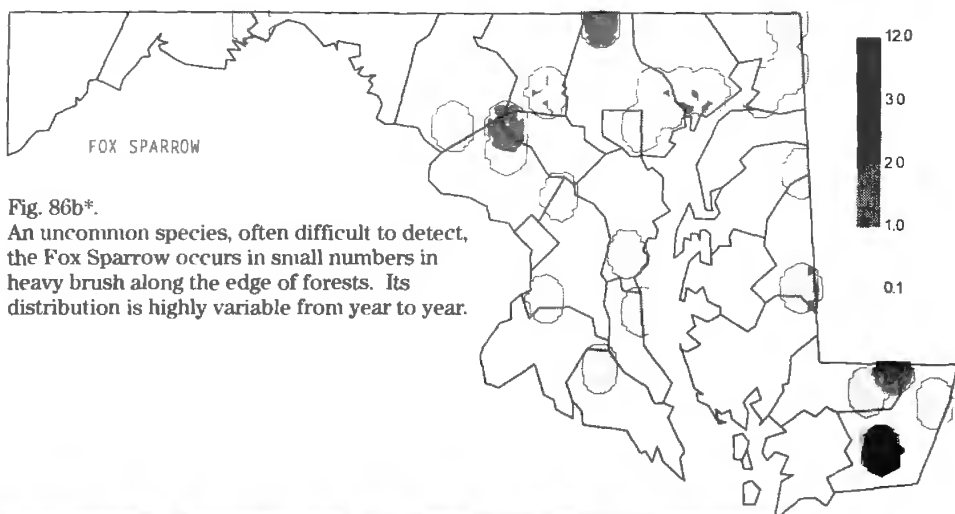 FOX SPARROW
Fig. 86b*.
An uncommon species, often difficult to detect,
the Fox Sparrow occurs in small numbers in
heavy brush along the edge of forests. Its
distribution is highly variable from year to year.
12.0
3.0
2.0
1.0
0.1